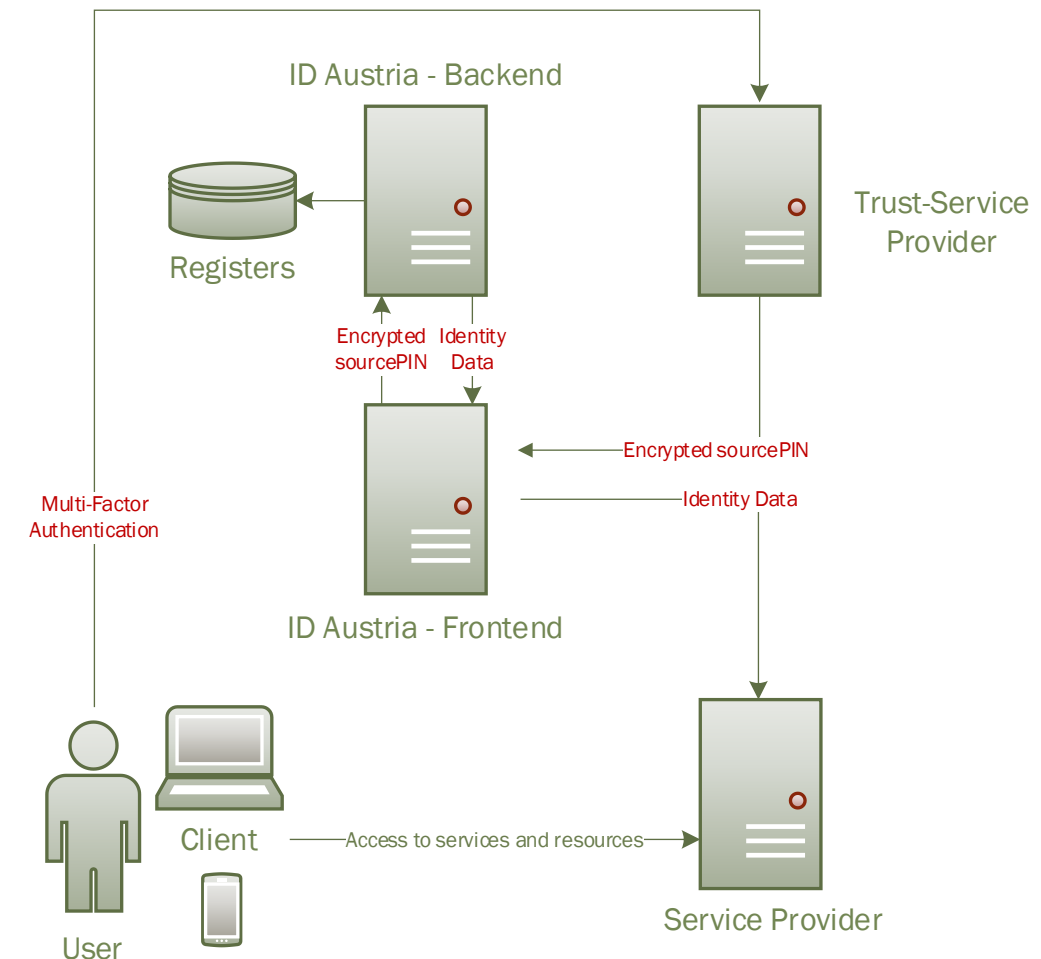 ID Austria - Backend
Trust-Service
Provider
Registers
Encrypted
sourcePIN
Identity
Data
Encrypted sourcePIN
Identity Data
Multi-Factor
Authentication
ID Austria - Frontend
Client
Access to services and resources
Service Provider
User